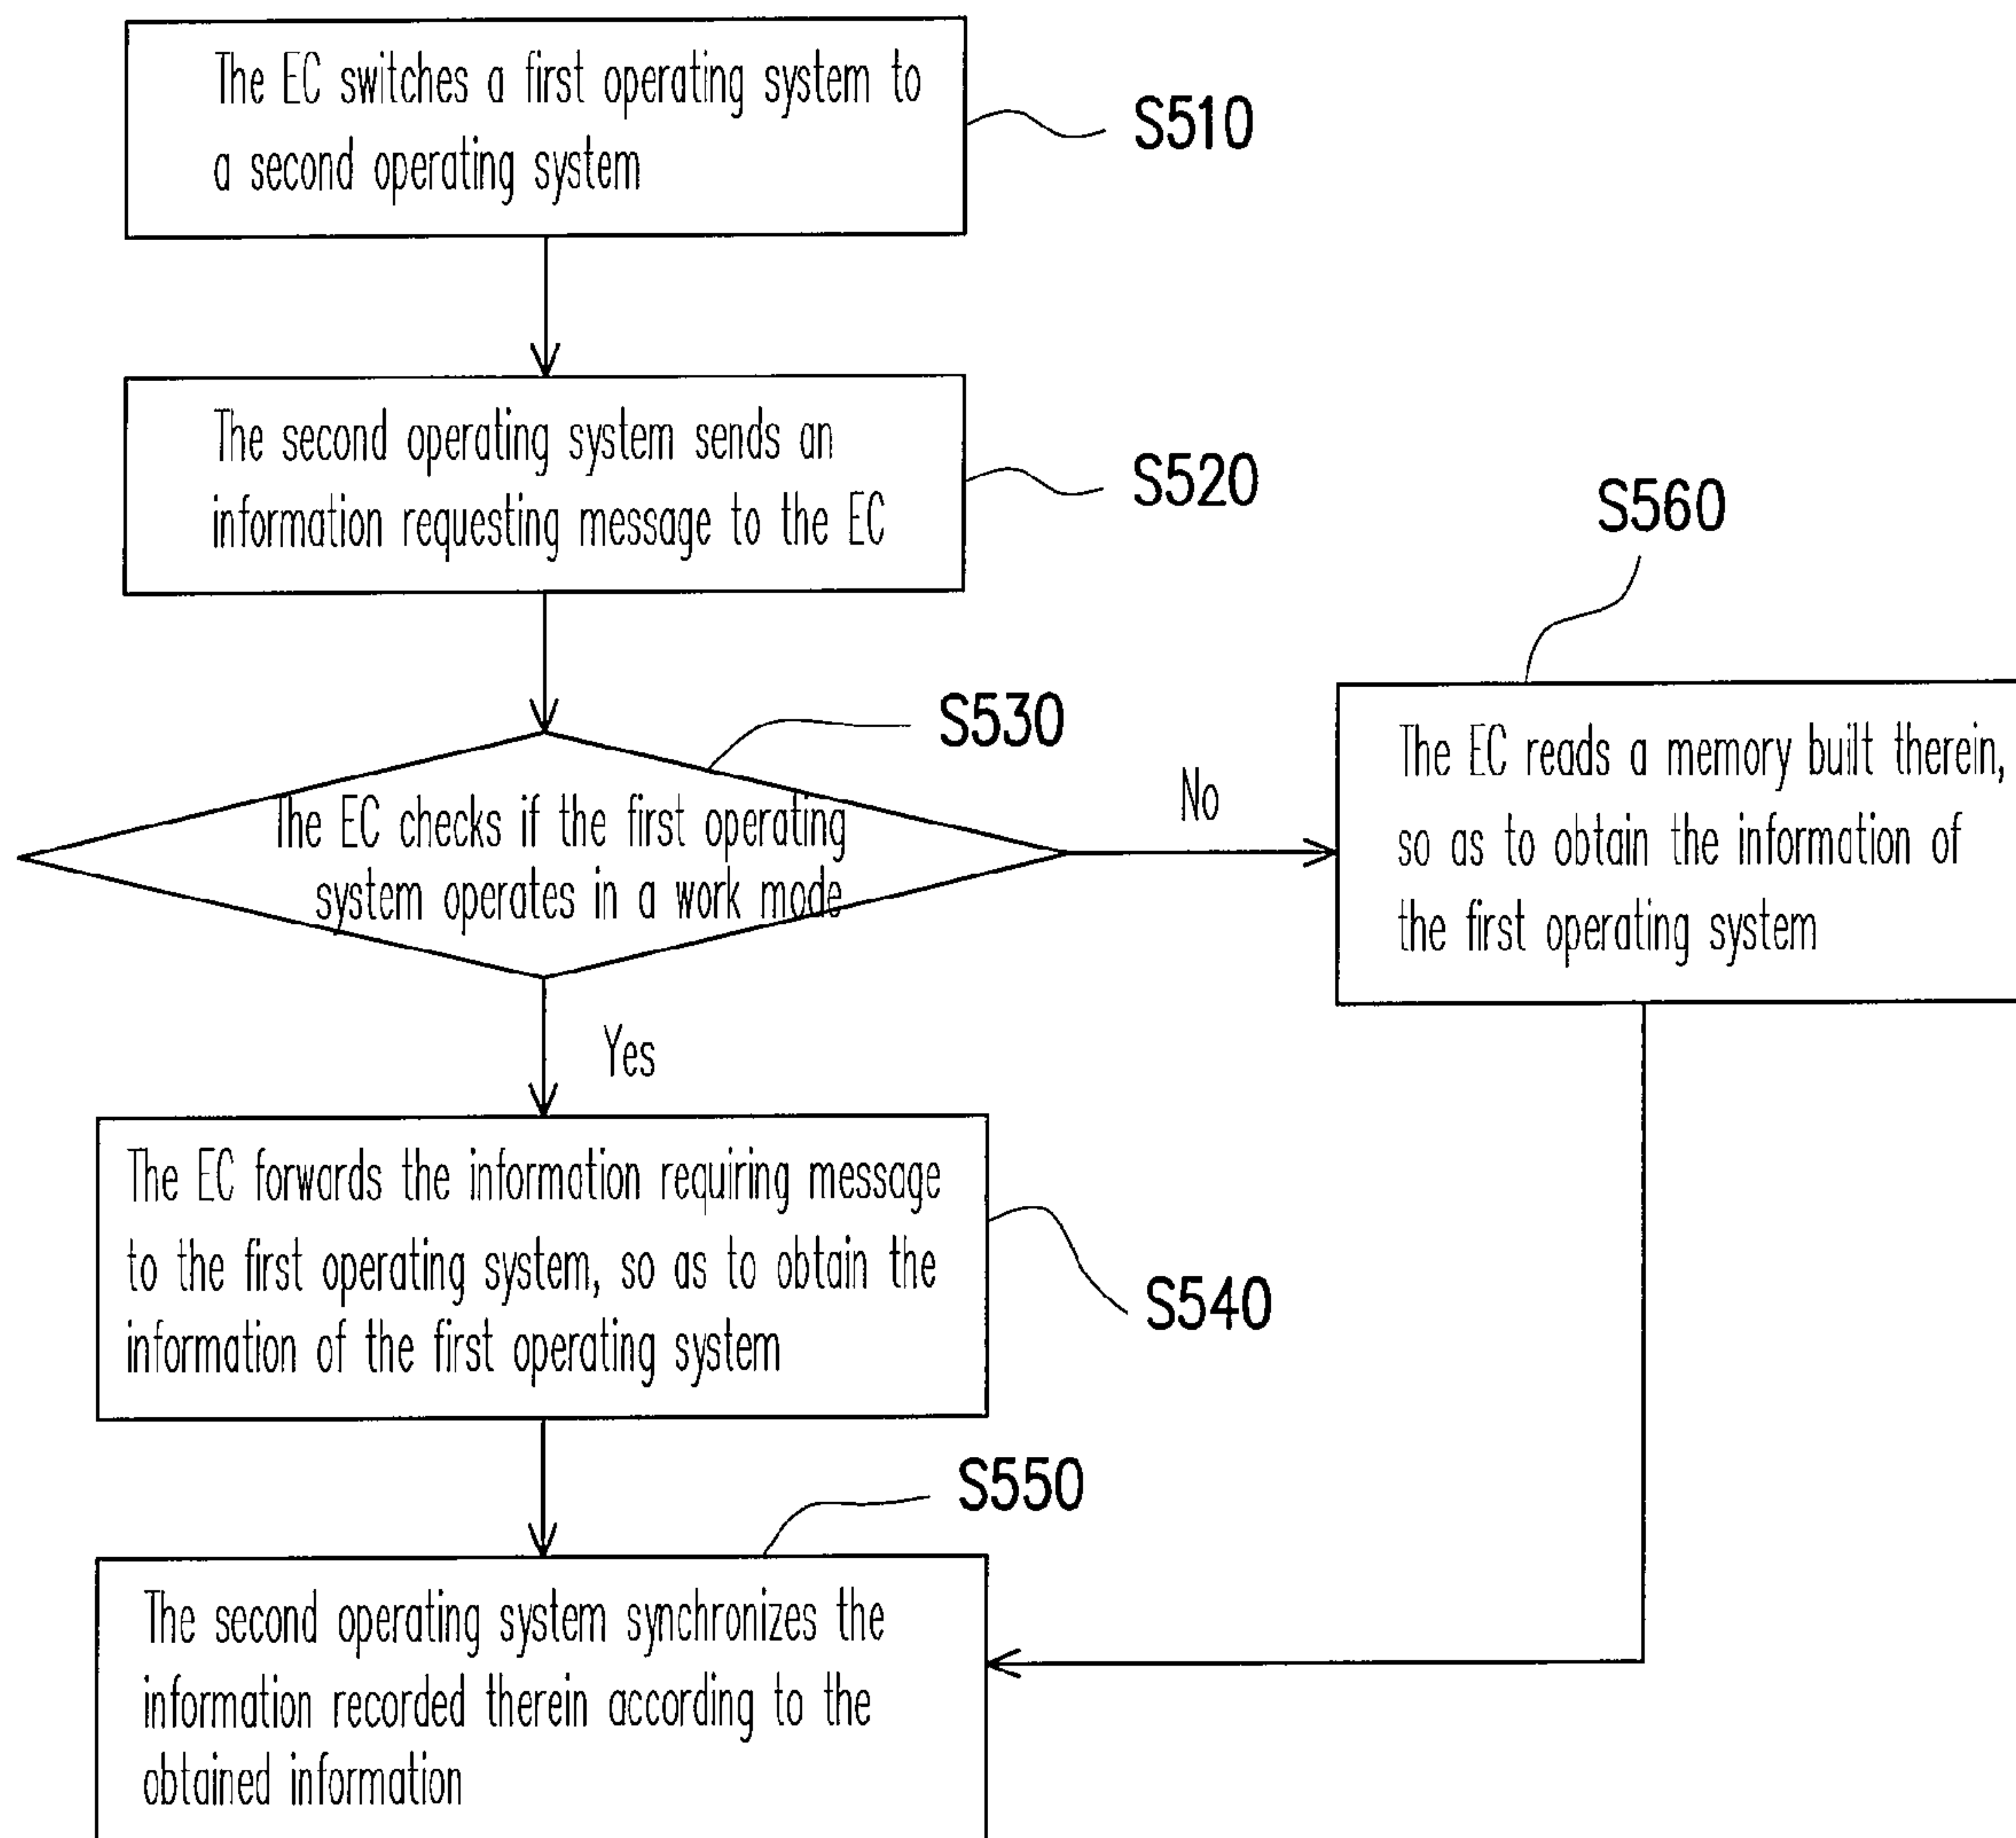 The EC switches a first operating system to
a second operating system
S510
The second operating system sends an
information requesting message to the EC
S520
S560
S530
The EC checks if the first operating
system operates in a work mode
No
The EC reads a memory built therein,
so as to obtain the information of
the first operating system
Yes
The EC forwards the information requiring message
to the first operating system, so as to obtain the
information of the first operating system
S540
S550
The second operating system synchronizes the
information recorded therein according to the
obtained information